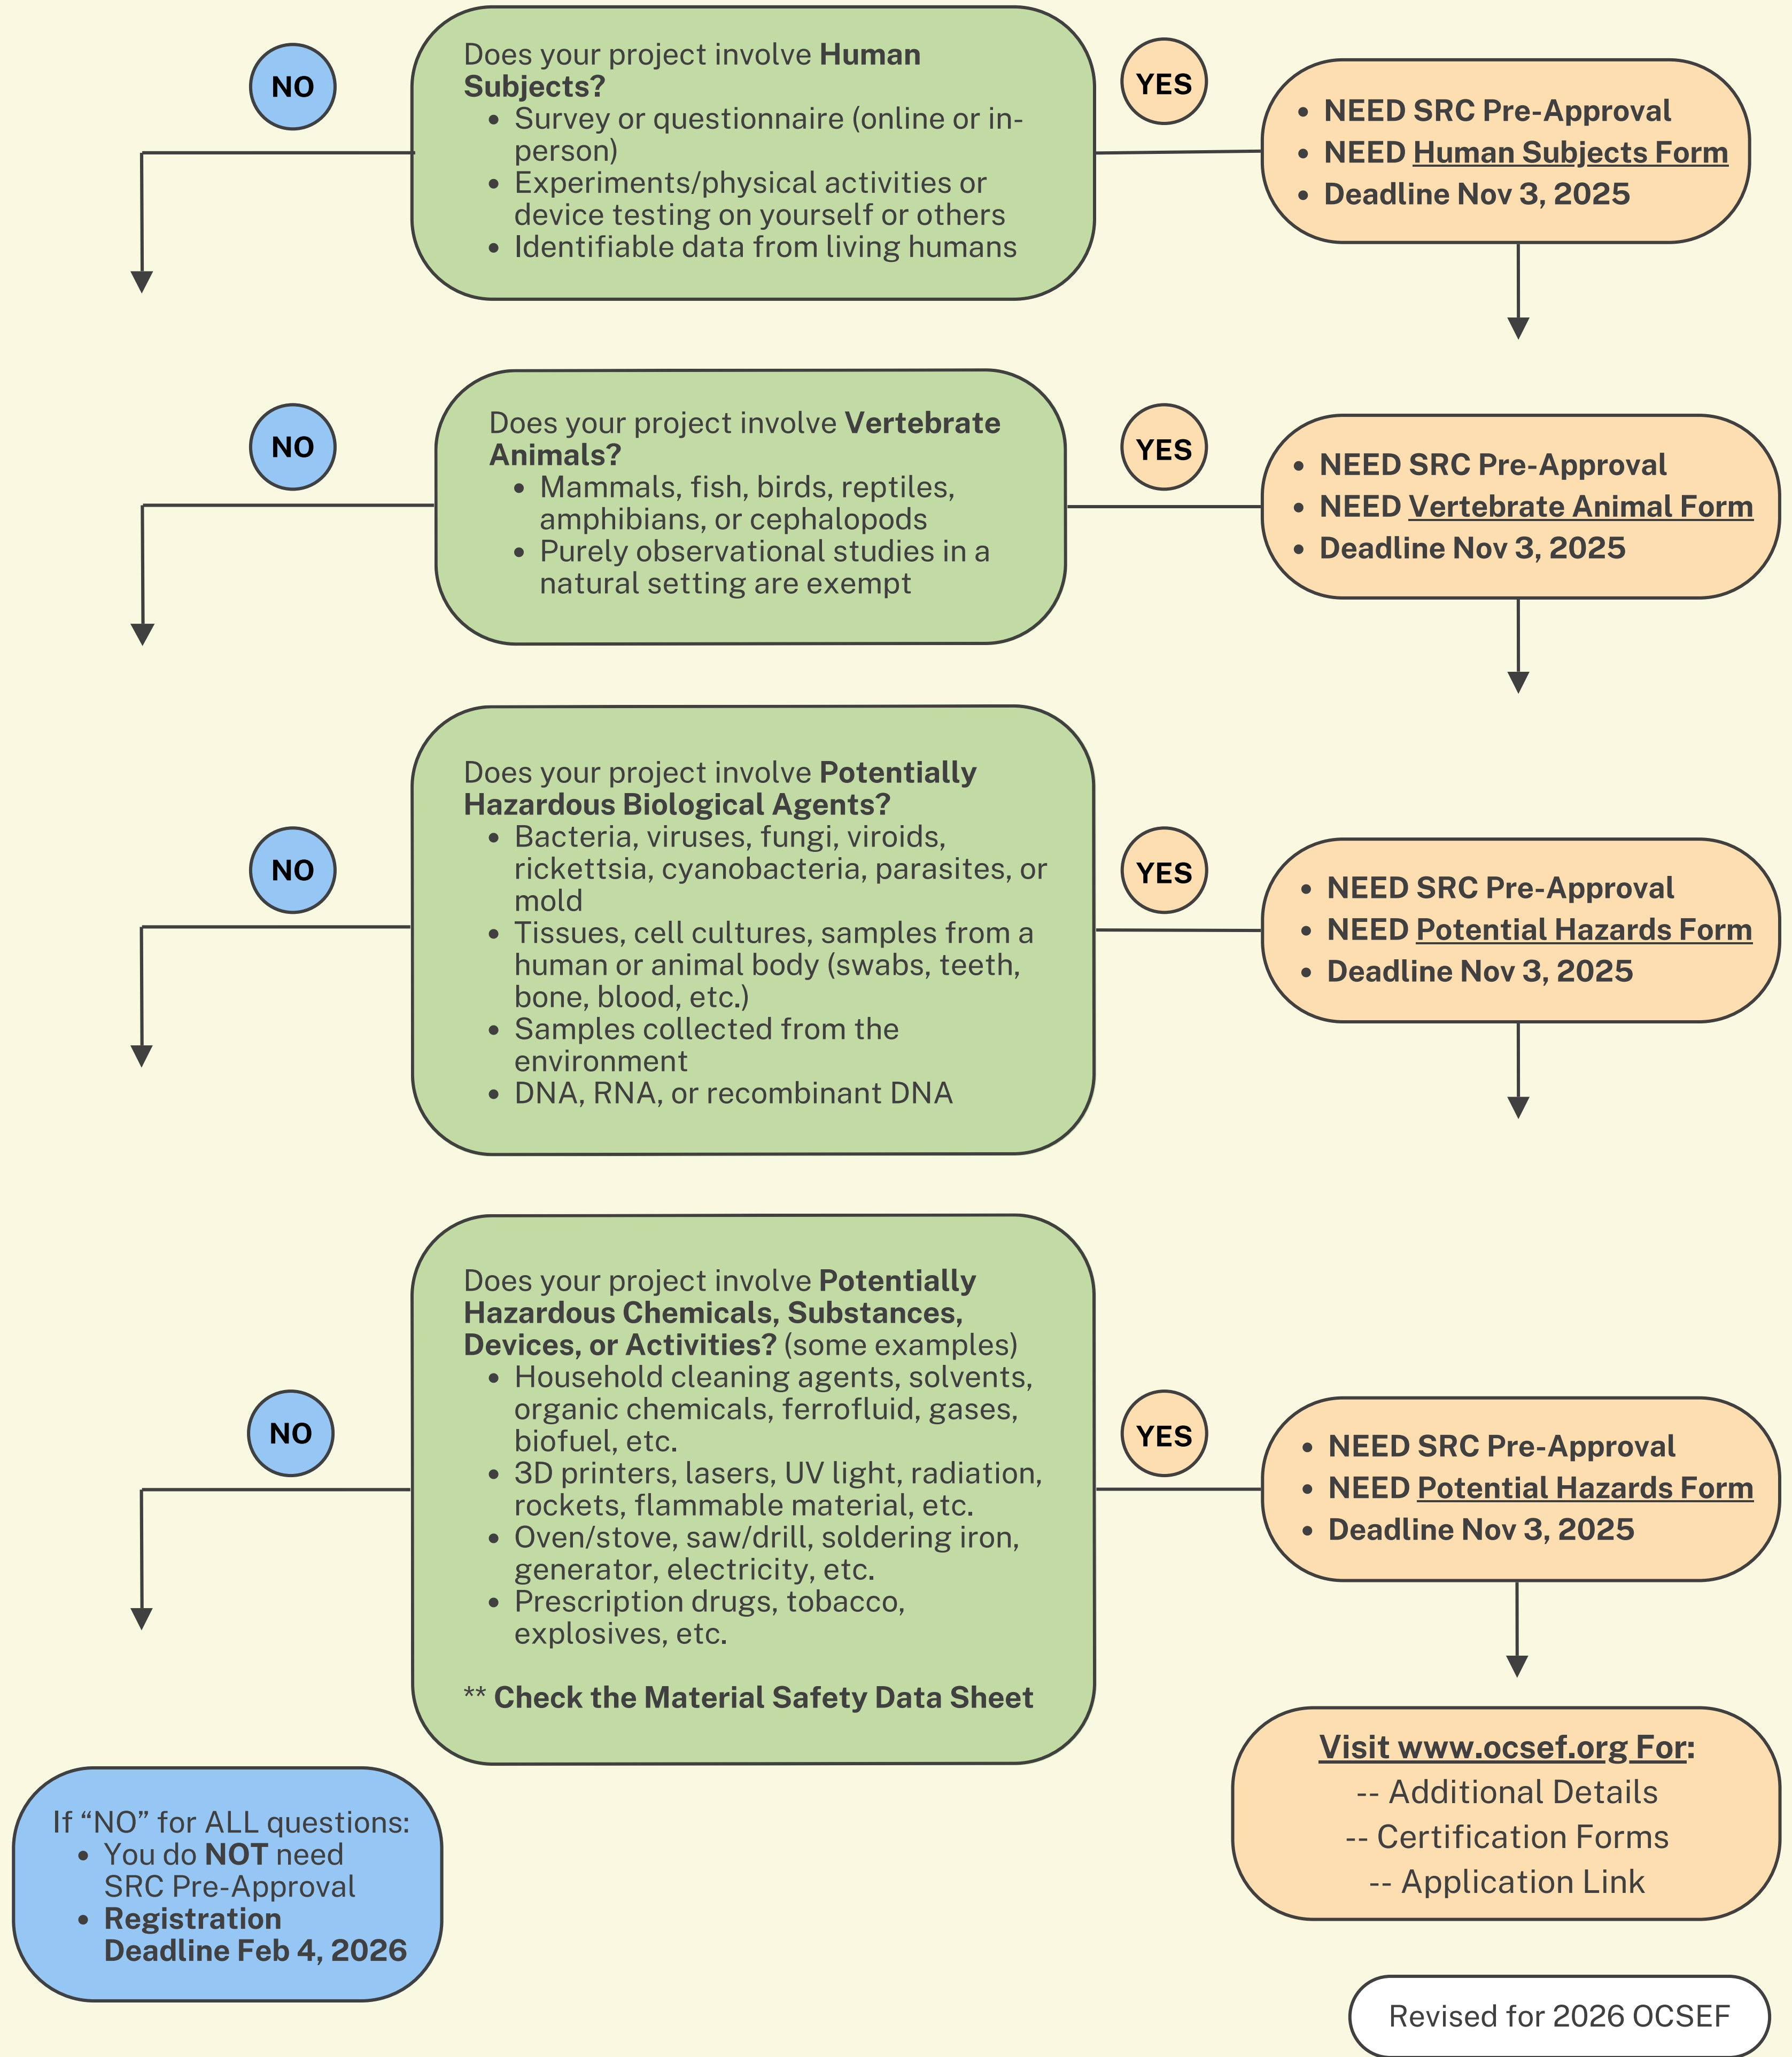 NO
Does your project involve Human
Subjects?
• Survey or questionnaire (online or in-
person)
• Experiments/physical activities or
device testing on yourself or others
• Identifiable data from living humans
YES
• NEED SRC Pre-Approval
• NEED Human Subjects Form
• Deadline Nov 3, 2025
NO
Does your project involve Vertebrate
Animals?
• Mammals, fish, birds, reptiles,
amphibians, or cephalopods
• Purely observational studies in a
natural setting are exempt
YES
• NEED SRC Pre-Approval
• NEED Vertebrate Animal Form
• Deadline Nov 3, 2025
NO
Does your project involve Potentially
Hazardous Biological Agents?
• Bacteria, viruses, fungi, viroids,
rickettsia, cyanobacteria, parasites, or
mold
• Tissues, cell cultures, samples from a
human or animal body (swabs, teeth,
bone, blood, etc.)
• Samples collected from the
environment
• DNA, RNA, or recombinant DNA
YES
• NEED SRC Pre-Approval
• NEED Potential Hazards Form
• Deadline Nov 3, 2025
NO
Does your project involve Potentially
Hazardous Chemicals, Substances,
Devices, or Activities? (some examples)
• Household cleaning agents, solvents,
organic chemicals, ferrofluid, gases,
biofuel, etc.
• 3D printers, lasers, UV light, radiation,
rockets, flammable material, etc.
• Oven/stove, saw/drill, soldering iron,
generator, electricity, etc.
• Prescription drugs, tobacco,
explosives, etc.
** Check the Material Safety Data Sheet
YES
• NEED SRC Pre-Approval
• NEED Potential Hazards Form
• Deadline Nov 3, 2025
If “NO” for ALL questions:
• You do NOT need
SRC Pre-Approval
• Registration
Deadline Feb 4, 2026
Visit www.ocsef.org For:
-- Additional Details
-- Certification Forms
-- Application Link
Revised for 2026 OCSEF